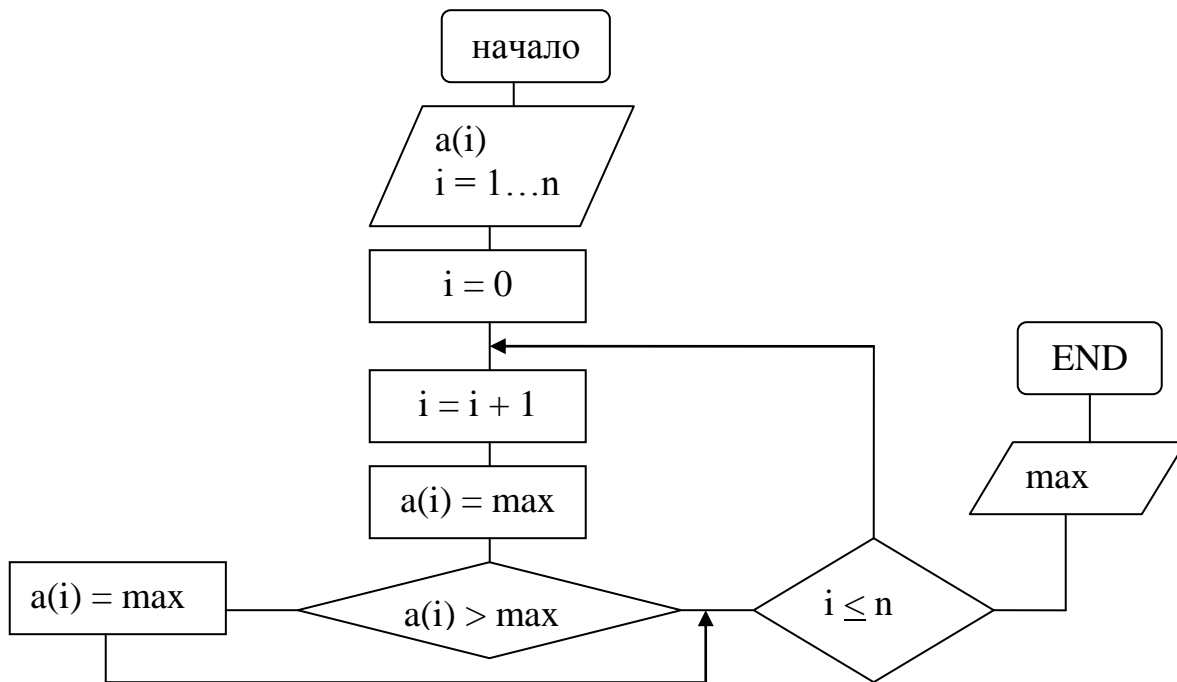 начало
a(i)
i = 1…n
i = 0
i = i + 1
a(i) = max
a(i) > max
a(i) = max
i ≤ n
max
END